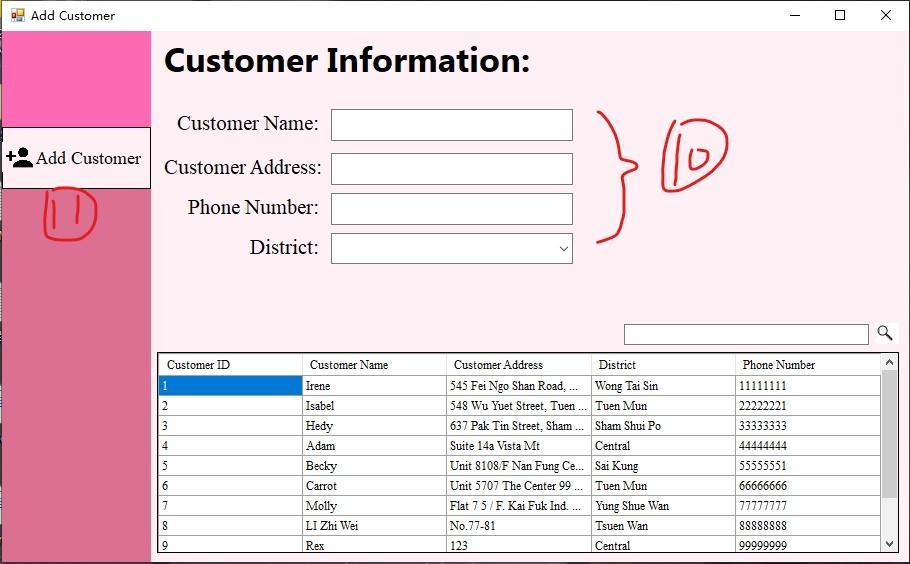 Add Customer
Customer Information:
Customer Name:
10
Add Customer
Customer Address:
11
Phone Number:
District:
Customer ID Customer Name Customer Address District Phone Number
1 Irene 545 Fei Ngo Shan Road, ... Wong Tai Sin 11111111
2 Isabel 548 Wu Yuet Street, Tuen ... Tuen Mun 22222221
3 Hedy 637 Pak Tin Street, Sham ... Sham Shui Po 33333333
4 Adam Suite 14a Vista Mt Central 44444444
5 Becky Unit 8108/F Nan Fung Ce... Sai Kung 55555551
6 Carrot Unit 5707 The Center 99 ... Tuen Mun 66666666
7 Molly Flat 7 5 / F. Kai Fuk Ind. ... Yung Shue Wan 77777777
8 LI Zhi Wei No.77-81 Tsuen Wan 88888888
9 Rex 123 Central 99999999